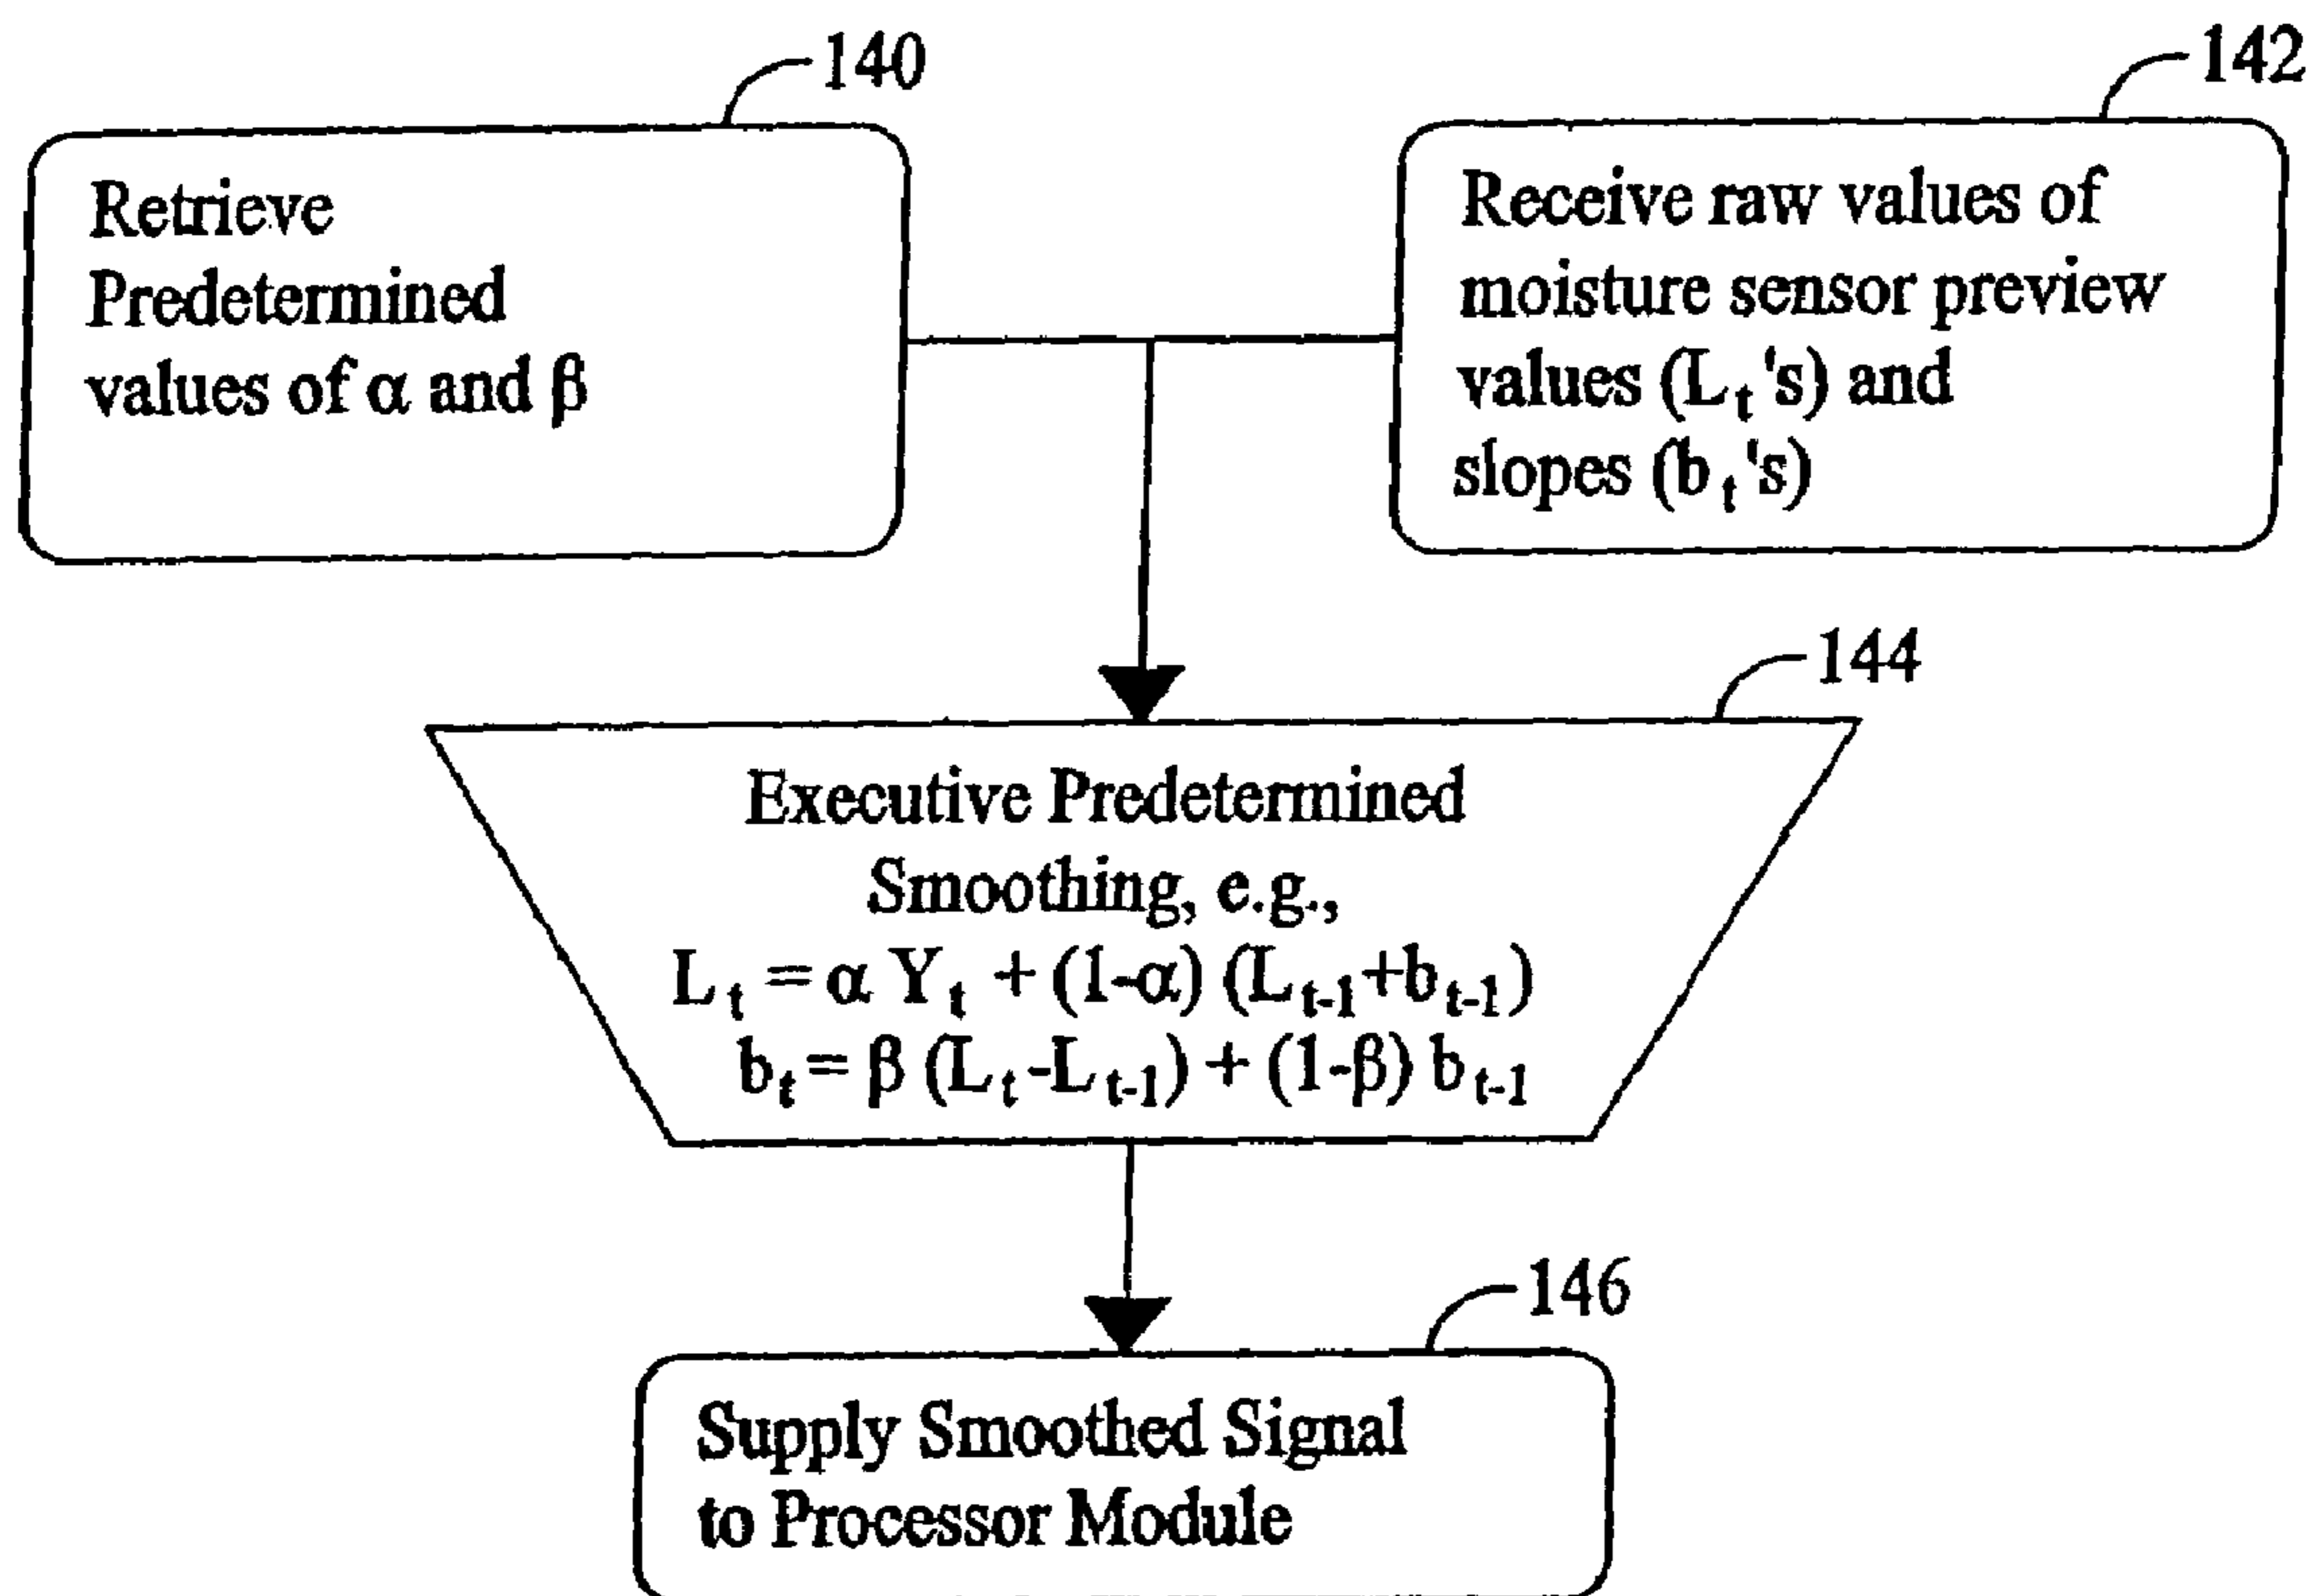 140
Retrieve
Predetermined
values of α and β
142
Receive raw values of
moisture sensor preview
values (Lₜ's) and
slopes (bₜ's)
144
Executive Predetermined
Smoothing, e.g.,
Lₜ = α Yₜ + (1-α) (Lₜ₋₁+bₜ₋₁)
bₜ = β (Lₜ-Lₜ₋₁) + (1-β) bₜ₋₁
146
Supply Smoothed Signal
to Processor Module